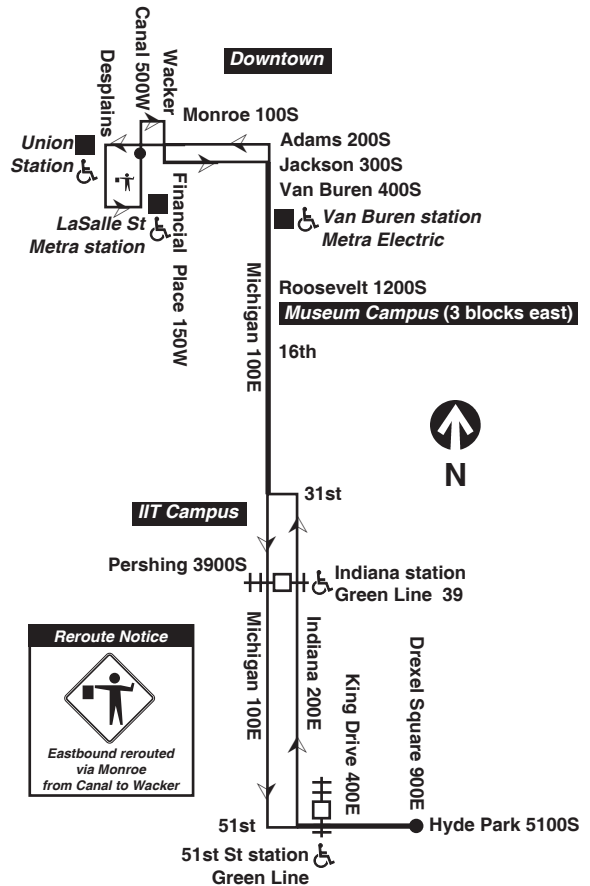 Downtown
Desplains
Canal 500W
Wacker
Monroe 100S
Union
Station
Adams 200S
Jackson 300S
Van Buren 400S
Van Buren station
Metra Electric
LaSalle St
Metra station
Financial Place 150W
Michigan 100E
Roosevelt 1200S
Museum Campus (3 blocks east)
16th
N
31st
IIT Campus
Pershing 3900S
Indiana station
Green Line 39
Michigan 100E
Indiana 200E
King Drive 400E
Drexel Square 900E
Reroute Notice
Eastbound rerouted
via Monroe
from Canal to Wacker
51st
Hyde Park 5100S
51st St station
Green Line